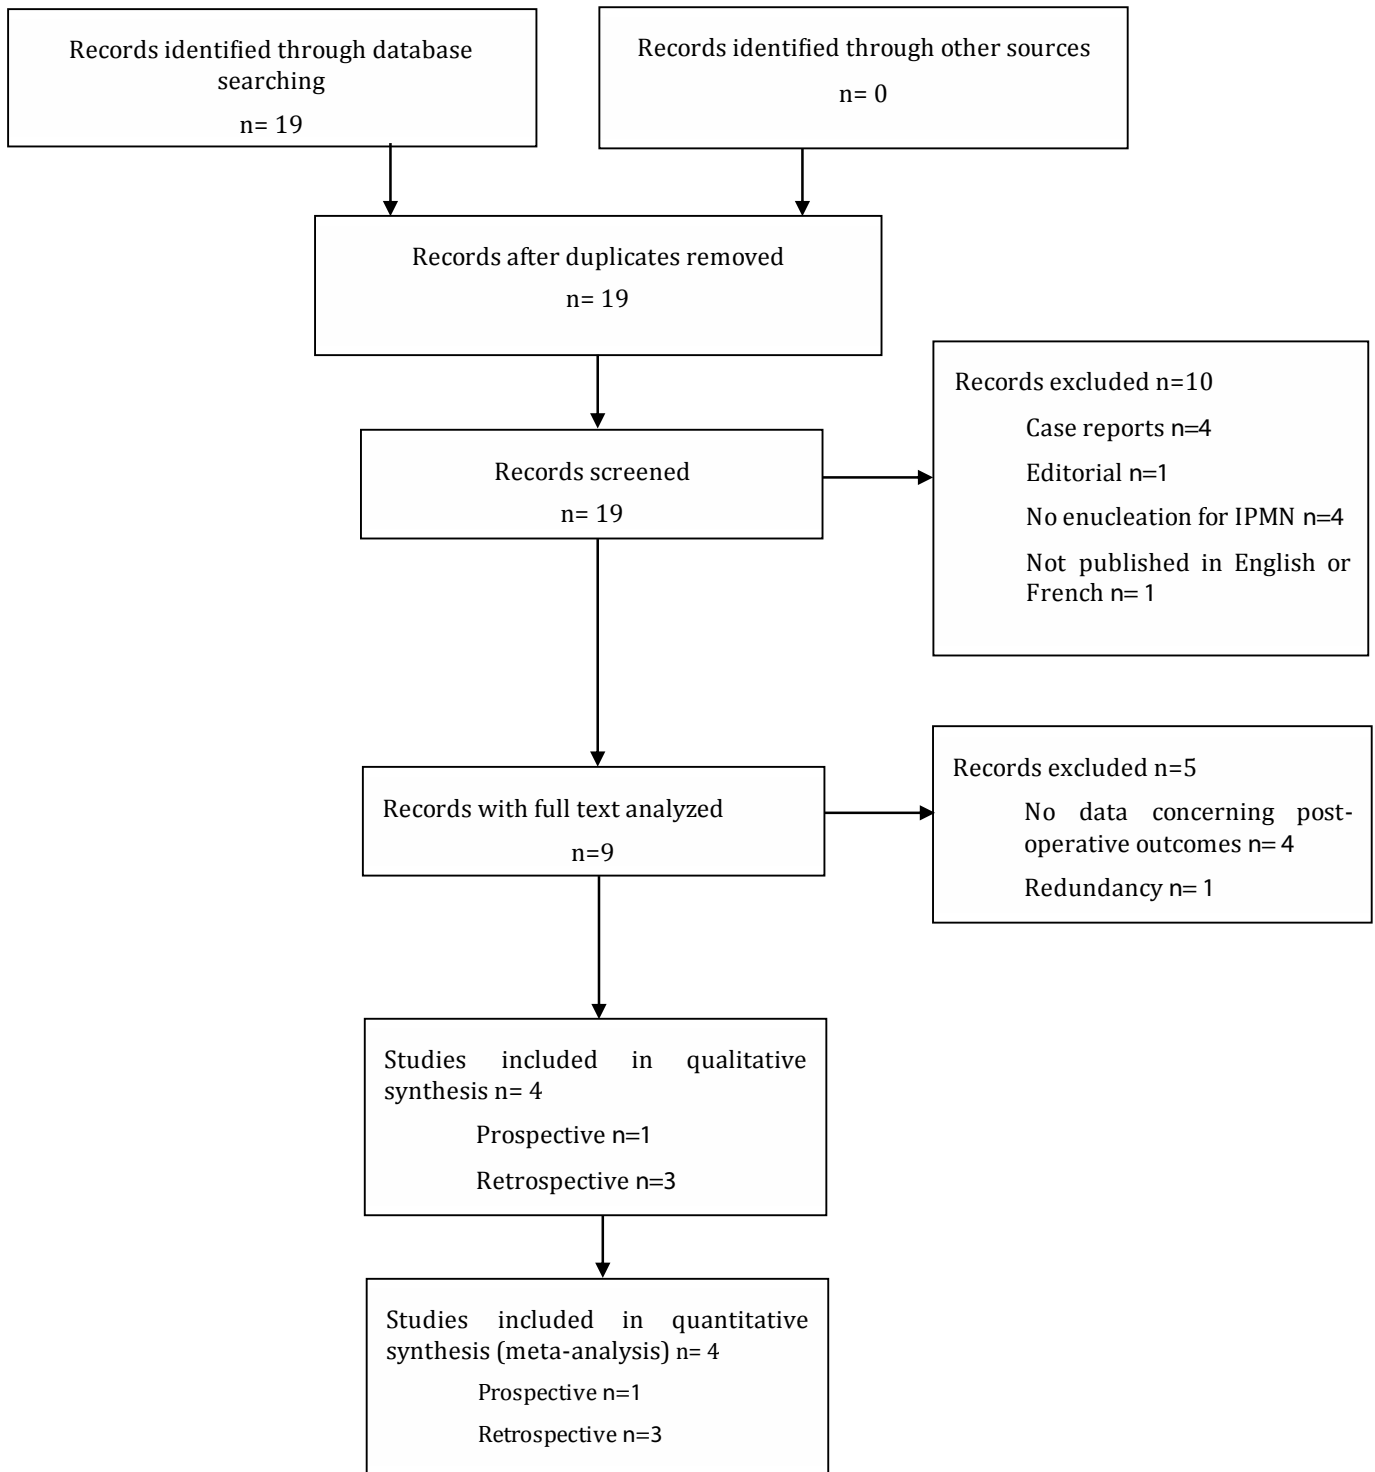 Records identified through database
searching
n= 19
Records identified through other sources
n= 0
Records after duplicates removed
n= 19
Records screened
n= 19
Records excluded n=10
Case reports n=4
Editorial n=1
No enucleation for IPMN n=4
Not published in English or
French n= 1
Records with full text analyzed
n=9
Records excluded n=5
No data concerning post-
operative outcomes n= 4
Redundancy n= 1
Studies included in qualitative
synthesis n= 4
Prospective n=1
Retrospective n=3
Studies included in quantitative
synthesis (meta-analysis) n= 4
Prospective n=1
Retrospective n=3